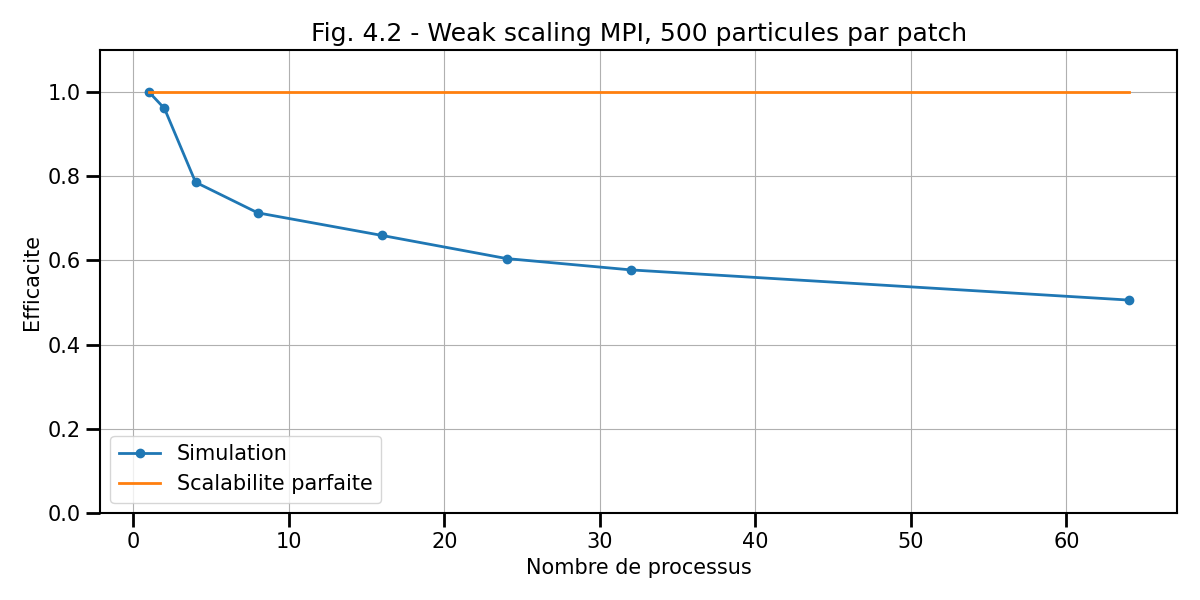 Fig. 4.2 - Weak scaling MPI, 500 particules par patch
1.0
0.8
0.6
0.4
0.2
0.0
Efficacite
Simulation
Scalabilite parfaite
0 10 20 30 40 50 60
Nombre de processus